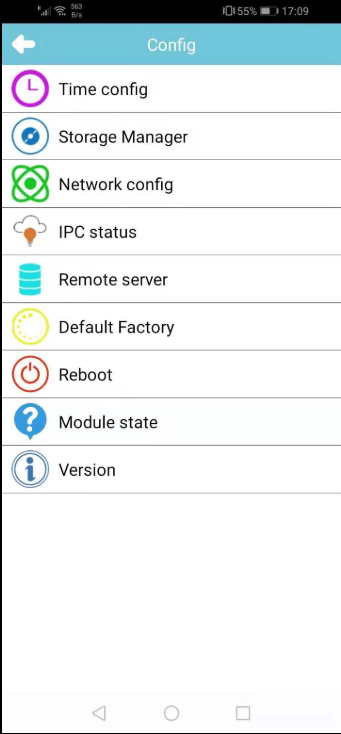 563
B/s
55%
17:09
Config
Time config
Storage Manager
Network config
IPC status
Remote server
Default Factory
Reboot
Module state
Version